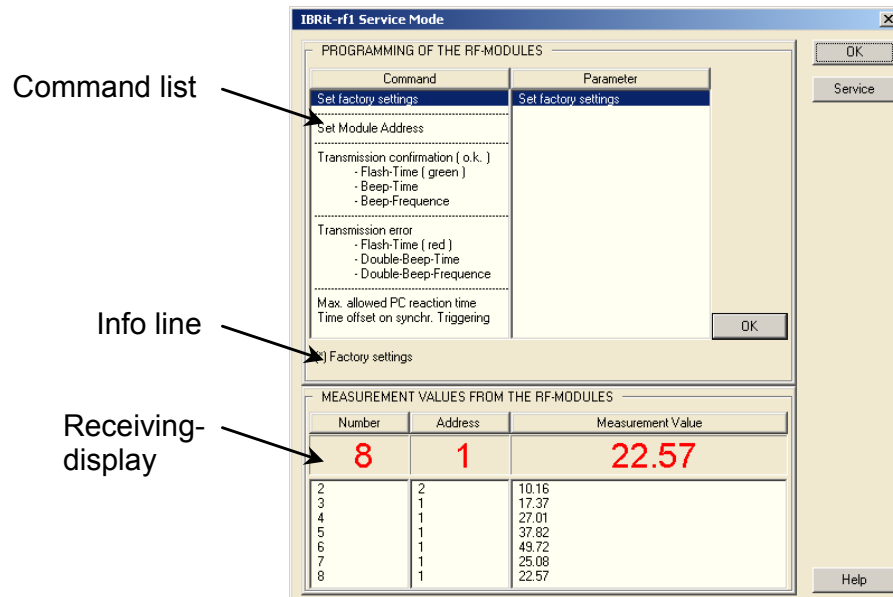 IBRit-rf1 Service Mode
PROGRAMMING OF THE RF-MODULES
OK
Command list
Command
Parameter
Service
Set factory settings
Set factory settings
Set Module Address
Transmission confirmation ( o.k. )
- Flash-Time ( green )
- Beep-Time
- Beep-Frequence
Transmission error
- Flash-Time ( red )
- Double-Beep-Time
- Double-Beep-Frequence
Max. allowed PC reaction time
Time offset on synchr. Triggering
OK
Info line
(*) Factory settings
MEASUREMENT VALUES FROM THE RF-MODULES
Number
Address
Measurement Value
Receiving-
display
8
1
22.57
2 2 10.16
3 1 17.37
4 1 27.01
5 1 37.82
6 1 49.72
7 1 25.08
8 1 22.57
Help